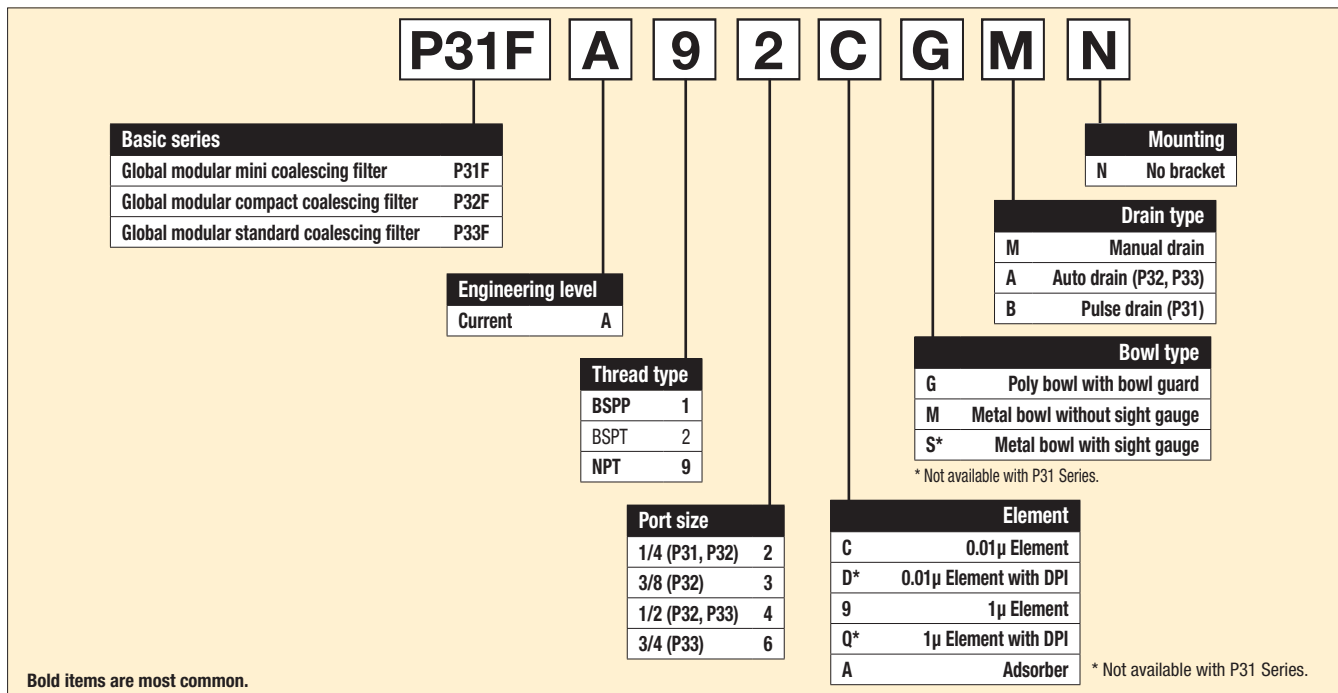 P31F A 9 2 C G M N
Basic series
Global modular mini coalescing filter P31F
Global modular compact coalescing filter P32F
Global modular standard coalescing filter P33F
Mounting
N No bracket
Drain type
M Manual drain
A Auto drain (P32, P33)
B Pulse drain (P31)
Engineering level
Current A
Bowl type
G Poly bowl with bowl guard
M Metal bowl without sight gauge
S* Metal bowl with sight gauge
* Not available with P31 Series.
Thread type
BSPP 1
BSPT 2
NPT 9
Port size
1/4 (P31, P32) 2
3/8 (P32) 3
1/2 (P32, P33) 4
3/4 (P33) 6
Element
C 0.01µ Element
D* 0.01µ Element with DPI
9 1µ Element
Q* 1µ Element with DPI
A Adsorber
* Not available with P31 Series.
Bold items are most common.